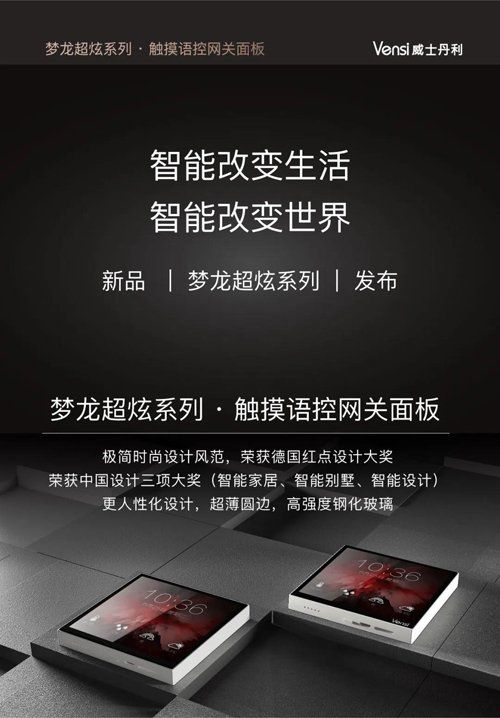 梦龙超炫系列·触摸语控网关面板
Vensi威士丹利
智能改变生活
智能改变世界
新品 | 梦龙超炫系列 | 发布
梦龙超炫系列·触摸语控网关面板
极简时尚设计风范，荣获德国红点设计大奖
荣获中国设计三项大奖（智能家居、智能别墅、智能设计）
更人性化设计，超薄圆边，高强度钢化玻璃
10:36
10:36
Vensi